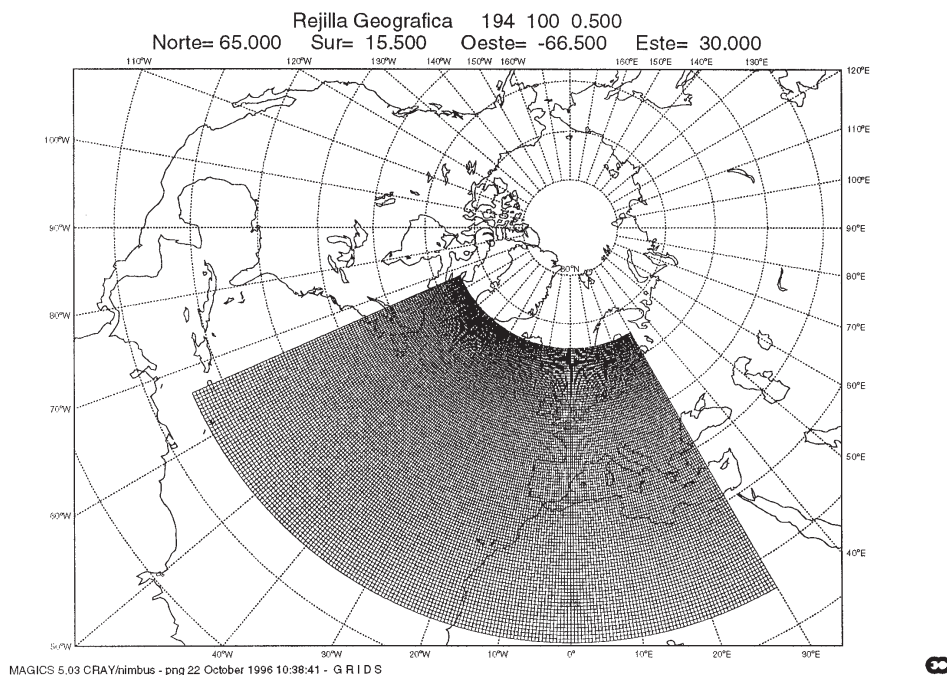 Rejilla Geografica 194 100 0.500
Norte= 65.000 Sur= 15.500 Oeste= -66.500 Este= 30.000
110°W 120°W 130°W 140°W 150°W 160°W 160°E 150°E 140°E 130°E 120°E
110°E
100°W
100°E
90°W 90°E
80°N
80°E
80°W
70°E
60°E
70°W
50°E
60°W
40°E
50°W 40°W 30°W 20°W 10°W 0° 10°E 20°E 30°E
MAGICS 5.03 CRAY/nimbus - png 22 October 1996 10:38:41 - G R I D S